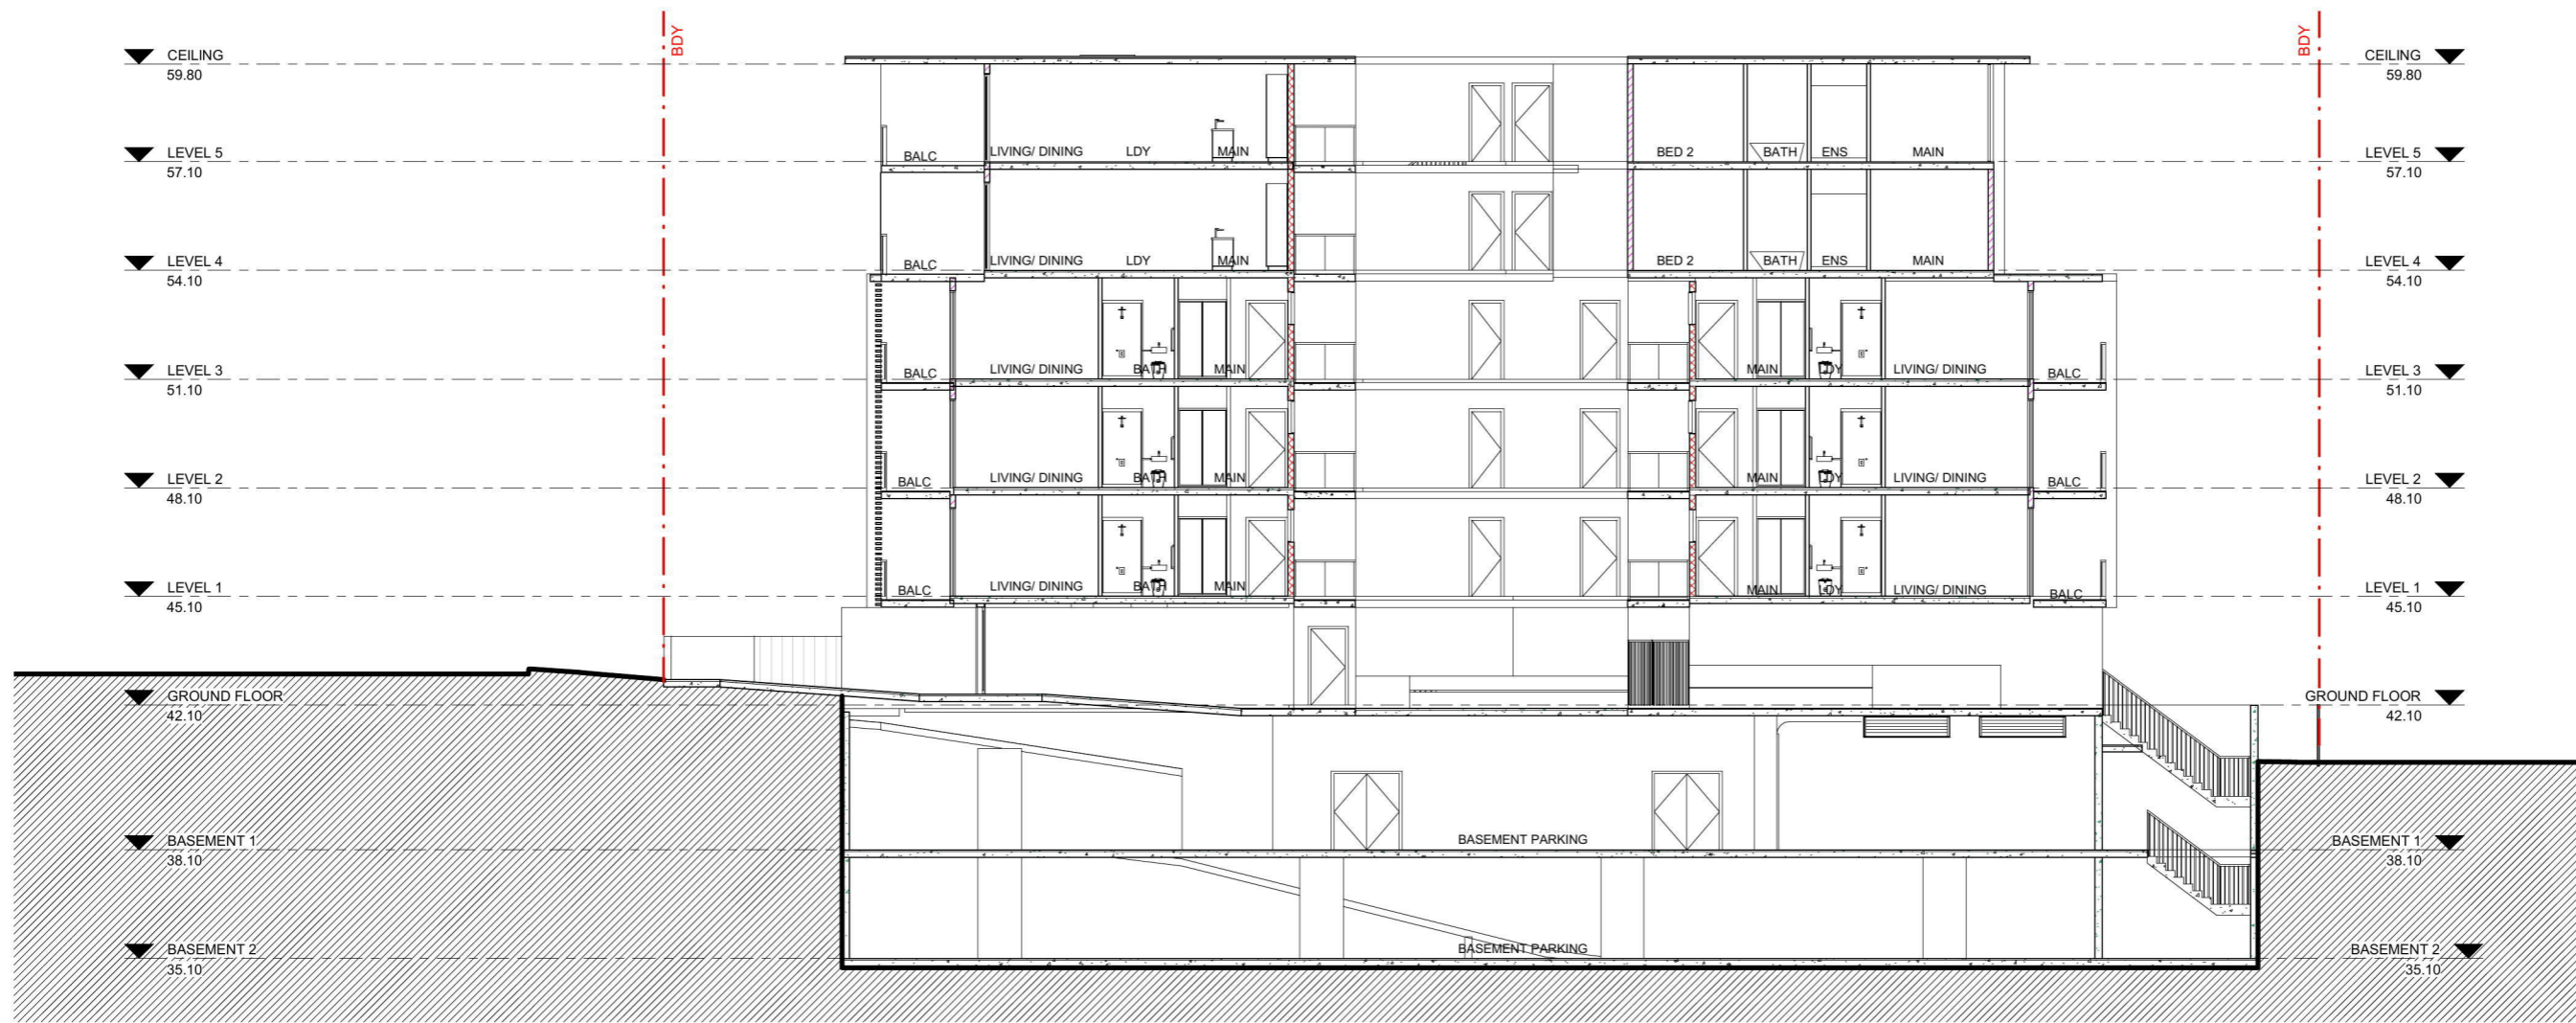 BDY
BDY
CEILING
59.80
CEILING
59.80
LEVEL 5
57.10
BALC LIVING/ DINING LDY MAIN BED 2 BATH ENS MAIN
LEVEL 5
57.10
LEVEL 4
54.10
BALC LIVING/ DINING LDY MAIN BED 2 BATH ENS MAIN
LEVEL 4
54.10
LEVEL 3
51.10
BALC LIVING/ DINING BATH MAIN MAIN LDY LIVING/ DINING BALC
LEVEL 3
51.10
LEVEL 2
48.10
BALC LIVING/ DINING BATH MAIN MAIN LDY LIVING/ DINING BALC
LEVEL 2
48.10
LEVEL 1
45.10
BALC LIVING/ DINING BATH MAIN MAIN LDY LIVING/ DINING BALC
LEVEL 1
45.10
GROUND FLOOR
42.10
GROUND FLOOR
42.10
BASEMENT 1
38.10
BASEMENT PARKING
BASEMENT 1
38.10
BASEMENT 2
35.10
BASEMENT PARKING
BASEMENT 2
35.10